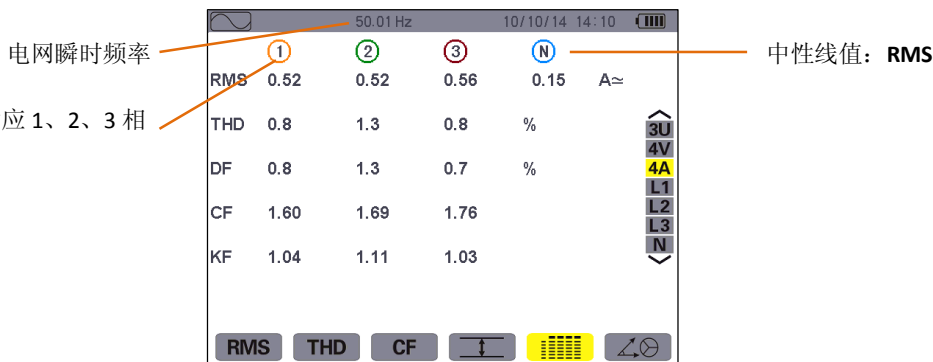 50.01 Hz 10/10/14 14:10
电网瞬时频率
1 2 3 N
中性线值：RMS
RMS 0.52 0.52 0.56 0.15 A≃
应 1、2、3 相
THD 0.8 1.3 0.8 %
DF 0.8 1.3 0.7 %
CF 1.60 1.69 1.76
KF 1.04 1.11 1.03
3U
4V
4A
L1
L2
L3
N
RMS THD CF